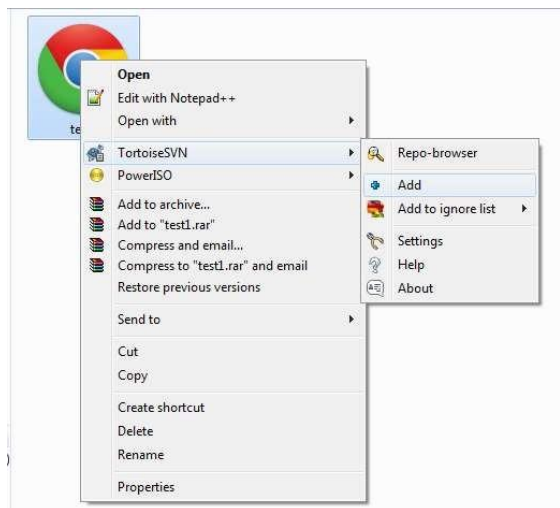 te
Open
Edit with Notepad++
Open with
TortoiseSVN
PowerISO
Add to archive...
Add to "test1.rar"
Compress and email...
Compress to "test1.rar" and email
Restore previous versions
Send to
Cut
Copy
Create shortcut
Delete
Rename
Properties
Repo-browser
Add
Add to ignore list
Settings
Help
About